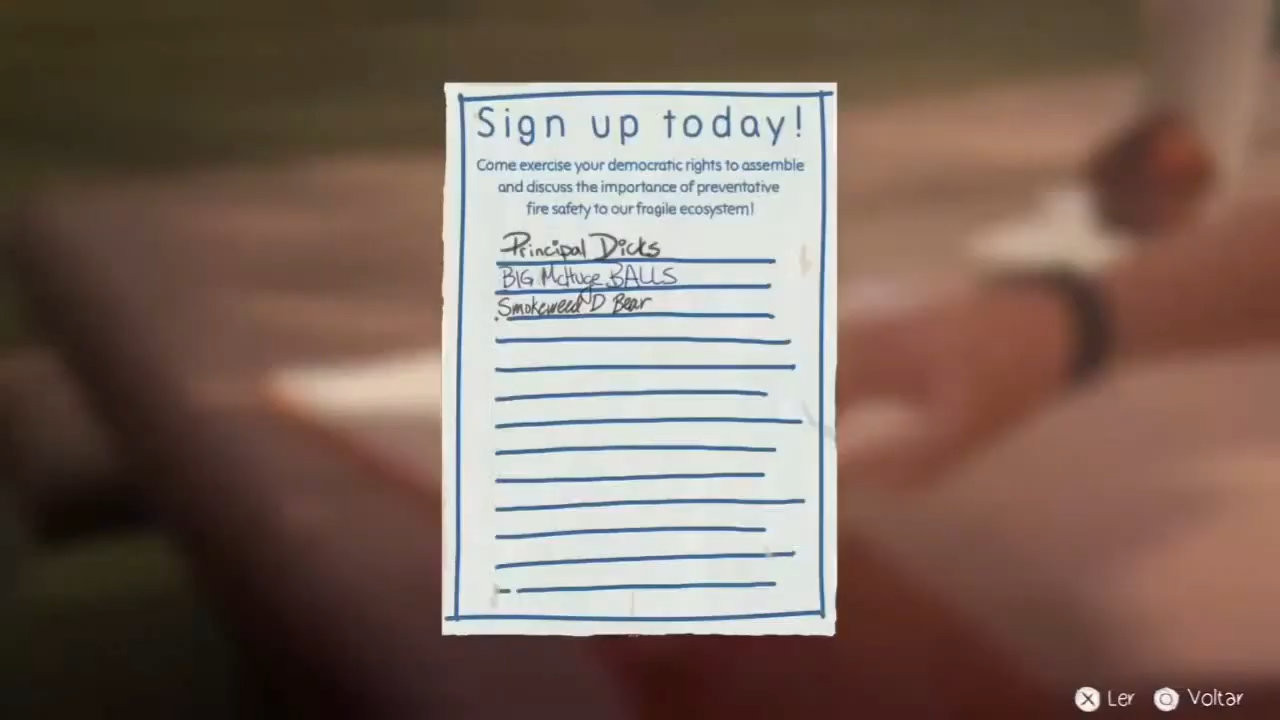 Sign up today!
Come exercise your democratic rights to assemble
and discuss the importance of preventative
fire safety to our fragile ecosystem!
Principal Dicks
BIG McHuge BALLS
Smokeweed D Bear
Ler Voltar